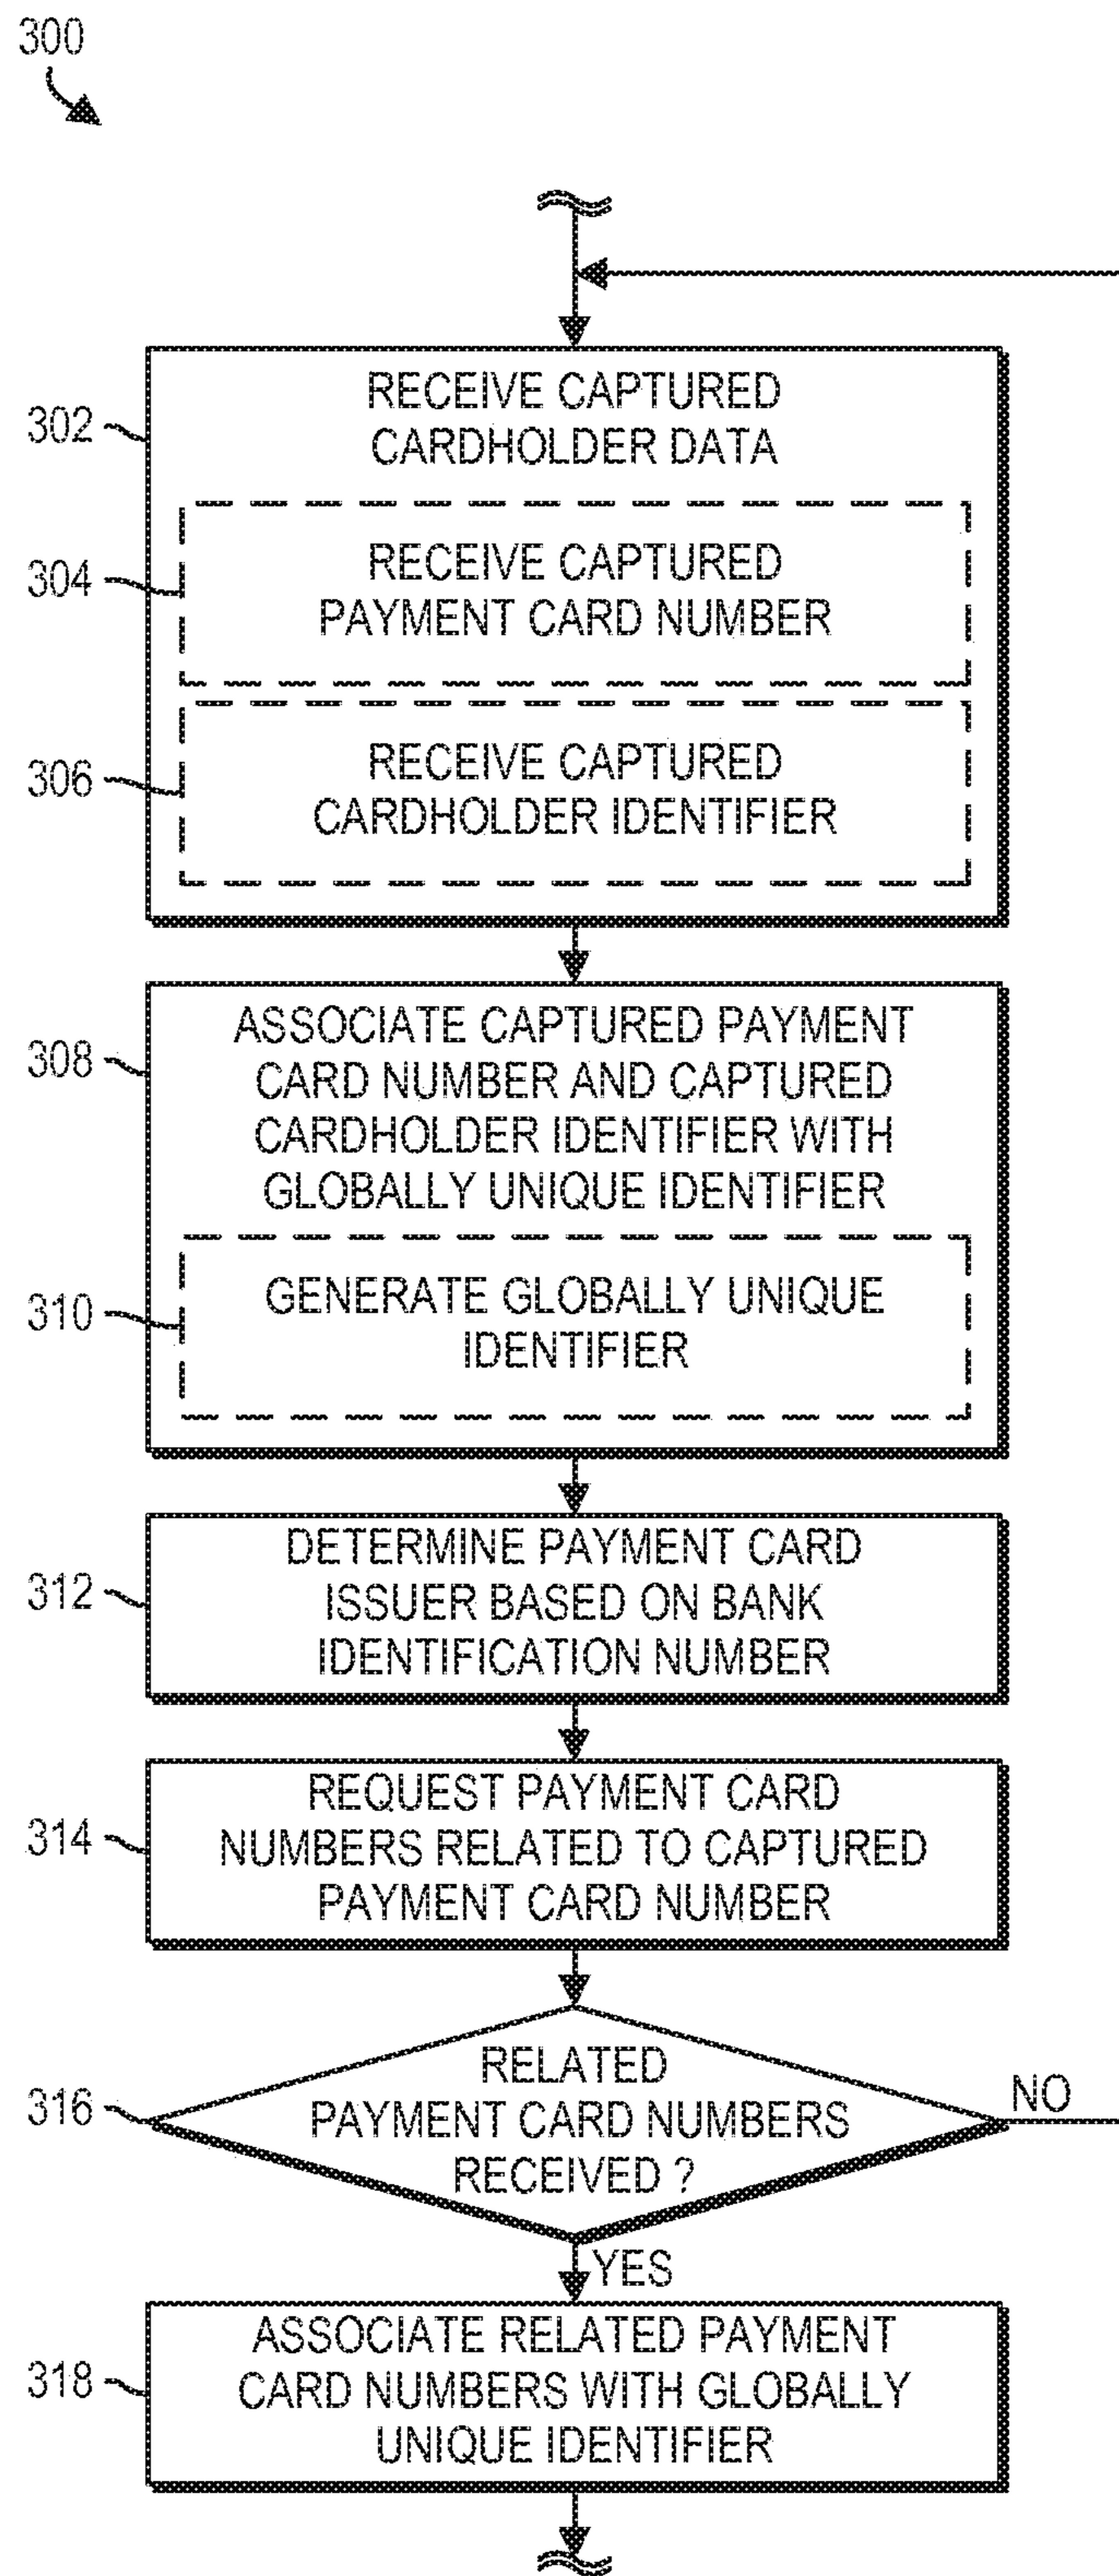 300
302
RECEIVE CAPTURED
CARDHOLDER DATA
304
RECEIVE CAPTURED
PAYMENT CARD NUMBER
306
RECEIVE CAPTURED
CARDHOLDER IDENTIFIER
308
ASSOCIATE CAPTURED PAYMENT
CARD NUMBER AND CAPTURED
CARDHOLDER IDENTIFIER WITH
GLOBALLY UNIQUE IDENTIFIER
310
GENERATE GLOBALLY UNIQUE
IDENTIFIER
312
DETERMINE PAYMENT CARD
ISSUER BASED ON BANK
IDENTIFICATION NUMBER
314
REQUEST PAYMENT CARD
NUMBERS RELATED TO CAPTURED
PAYMENT CARD NUMBER
316
RELATED
PAYMENT CARD NUMBERS
RECEIVED ?
NO
YES
318
ASSOCIATE RELATED PAYMENT
CARD NUMBERS WITH GLOBALLY
UNIQUE IDENTIFIER